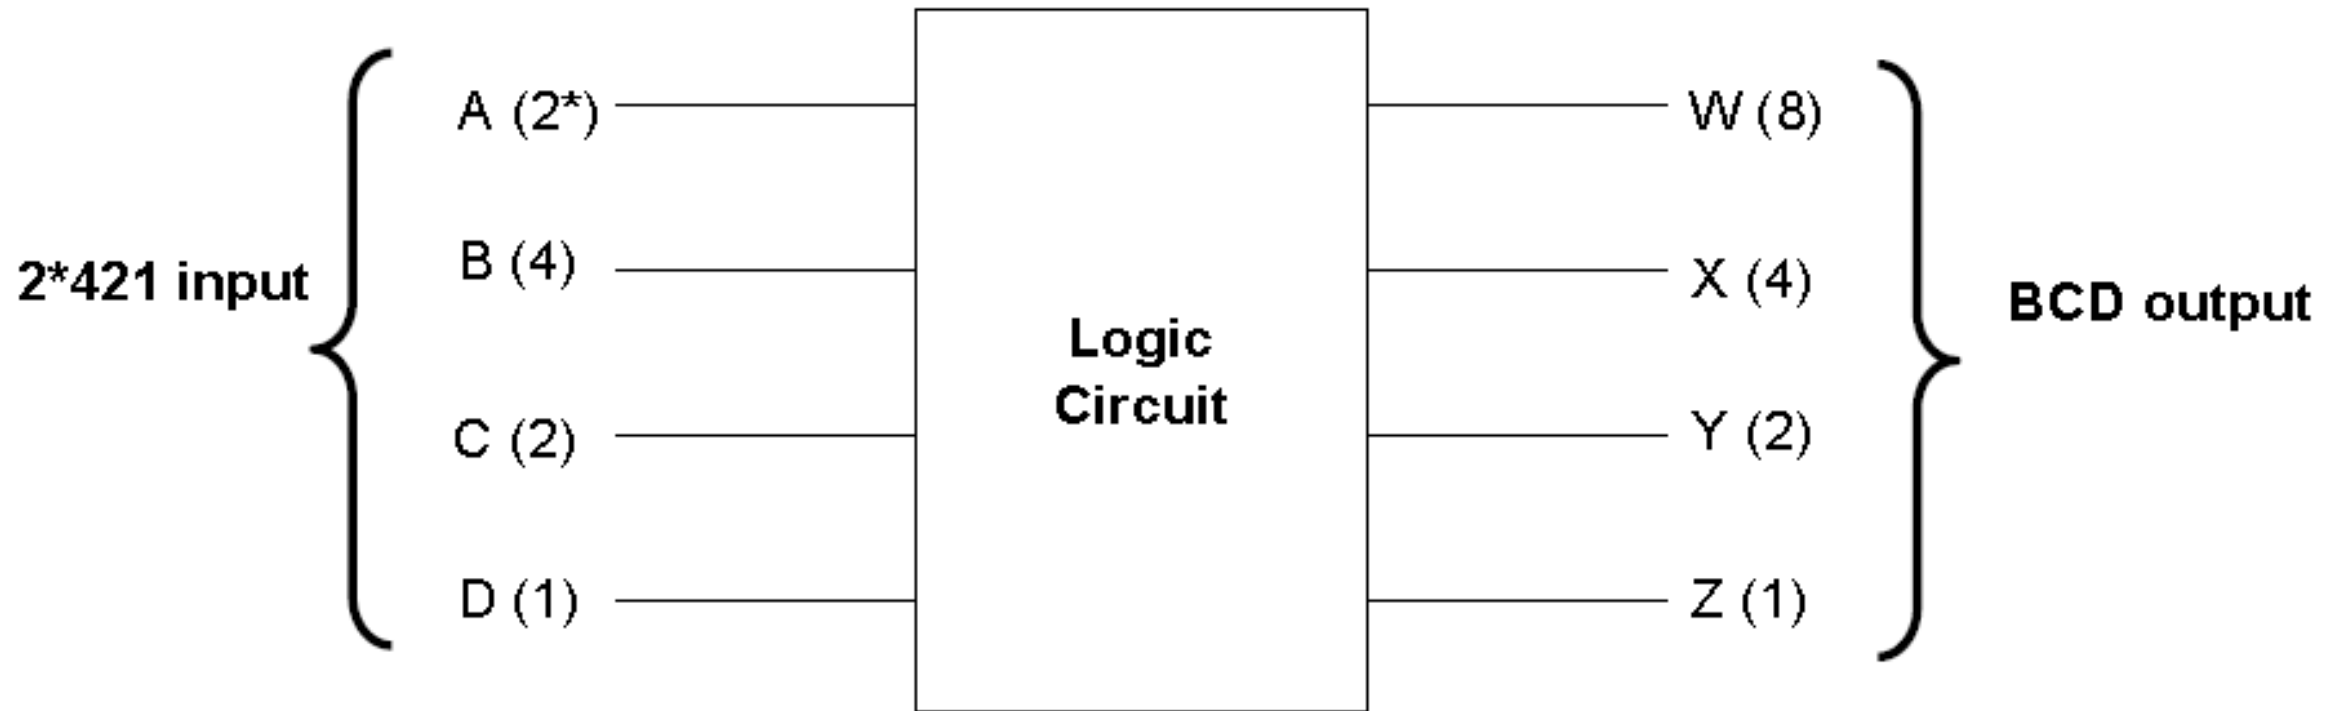 2*421 input
A (2*)
B (4)
C (2)
D (1)
Logic
Circuit
W (8)
X (4)
Y (2)
Z (1)
BCD output